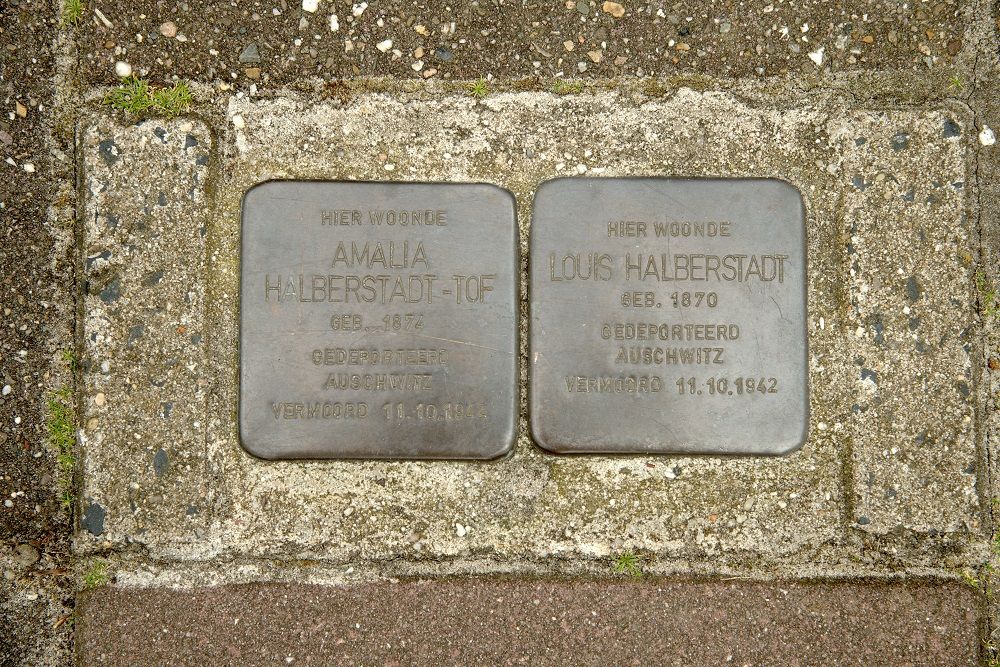 HIER WOONDE
AMALIA
HALBERSTADT-TOF
GEB. 1874
GEDEPORTEERD
AUSCHWITZ
VERMOORD 11.10.1942
HIER WOONDE
LOUIS HALBERSTADT
GEB. 1870
GEDEPORTEERD
AUSCHWITZ
VERMOORD 11.10.1942